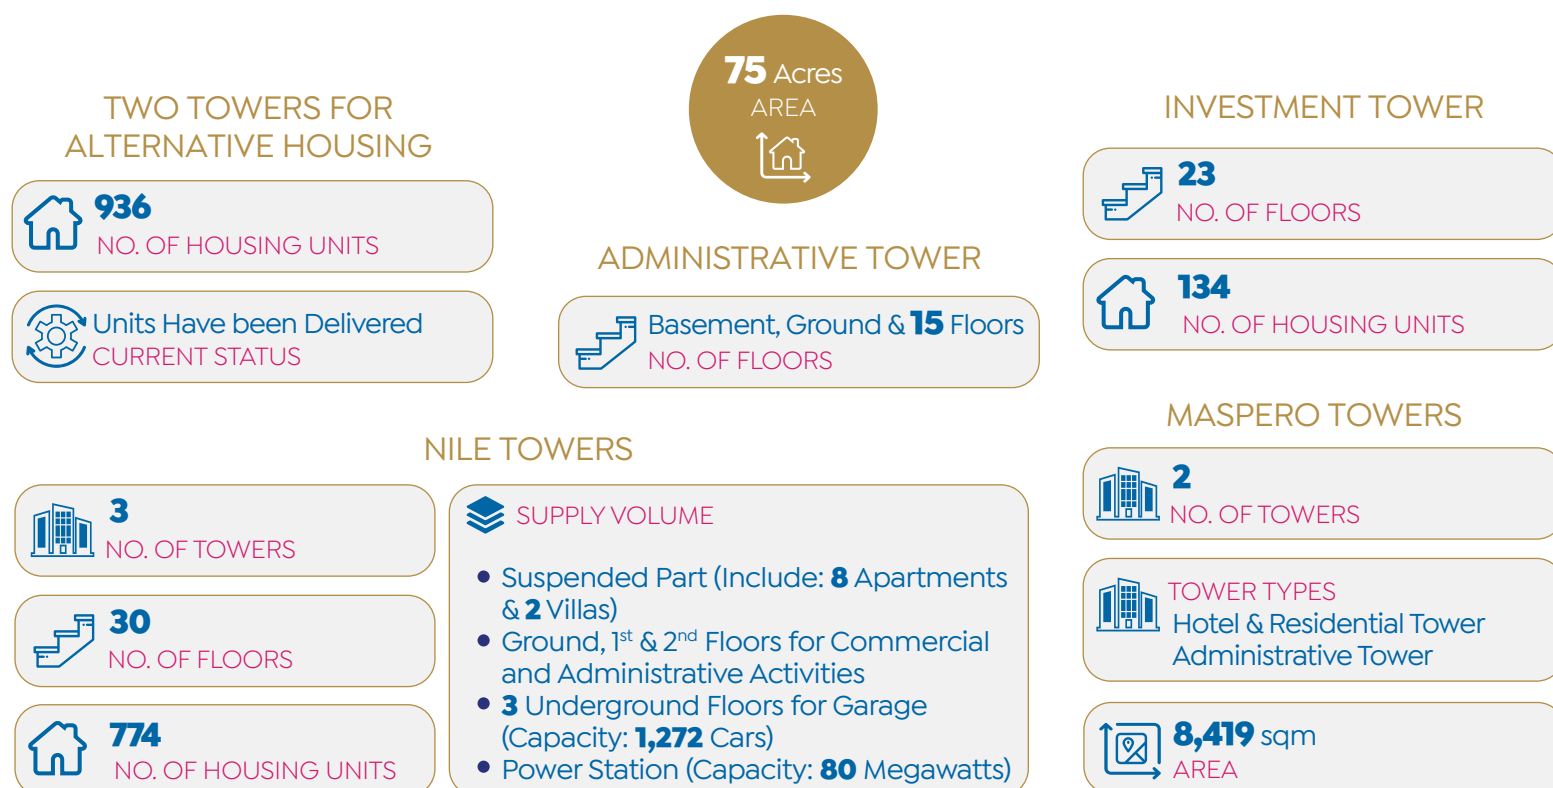 75 Acres
AREA
TWO TOWERS FOR
ALTERNATIVE HOUSING
936
NO. OF HOUSING UNITS
Units Have been Delivered
CURRENT STATUS
ADMINISTRATIVE TOWER
Basement, Ground & 15 Floors
NO. OF FLOORS
INVESTMENT TOWER
23
NO. OF FLOORS
134
NO. OF HOUSING UNITS
NILE TOWERS
3
NO. OF TOWERS
30
NO. OF FLOORS
774
NO. OF HOUSING UNITS
SUPPLY VOLUME
• Suspended Part (Include: 8 Apartments
& 2 Villas)
• Ground, 1st & 2nd Floors for Commercial
and Administrative Activities
• 3 Underground Floors for Garage
(Capacity: 1,272 Cars)
• Power Station (Capacity: 80 Megawatts)
MASPERO TOWERS
2
NO. OF TOWERS
TOWER TYPES
Hotel & Residential Tower
Administrative Tower
8,419 sqm
AREA